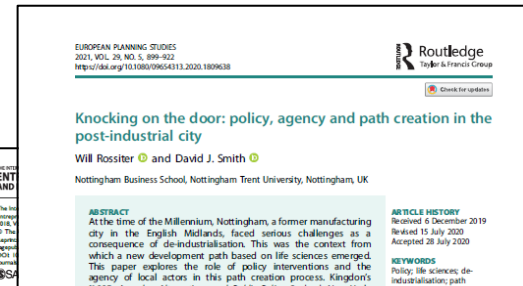 EUROPEAN PLANNING STUDIES
2021, VOL. 29, NO. 5, 899–922
https://doi.org/10.1080/09654313.2020.1809638
Routledge
Taylor & Francis Group
Check for updates
Knocking on the door: policy, agency and path creation in the
post-industrial city
Will Rossiter and David J. Smith
Nottingham Business School, Nottingham Trent University, Nottingham, UK
ABSTRACT
At the time of the Millennium, Nottingham, a former manufacturing
city in the English Midlands, faced serious challenges as a
consequence of de-industrialisation. This was the context from
which a new development path based on life sciences emerged.
This paper explores the role of policy interventions and the
agency of local actors in this path creation process. Kingdon's
ARTICLE HISTORY
Received 6 December 2019
Revised 15 July 2020
Accepted 28 July 2020
KEYWORDS
Policy; life sciences; de-
industrialisation; path